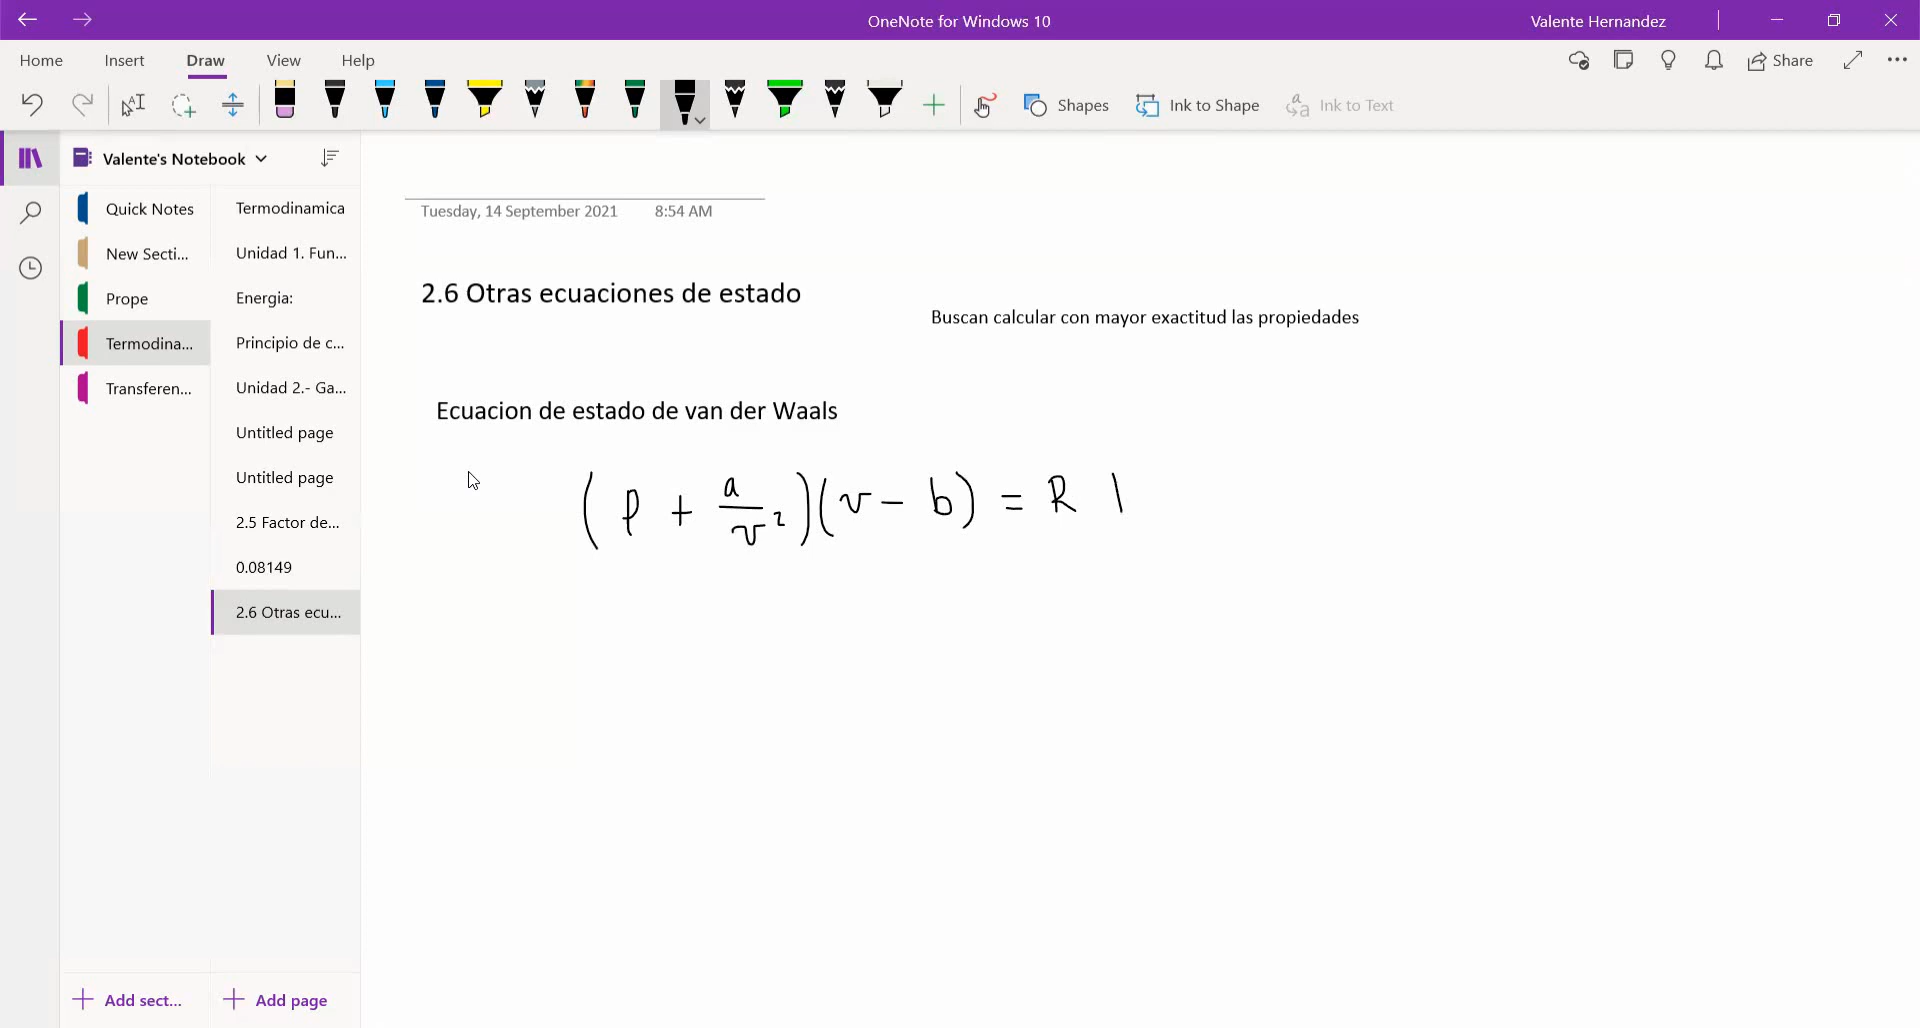 OneNote for Windows 10
Valente Hernandez
Home Insert Draw View Help
Share
Shapes
Ink to Shape
Ink to Text
Valente's Notebook
Quick Notes
New Secti...
Prope
Termodina...
Transferen...
Termodinamica
Unidad 1. Fun...
Energia:
Principio de c...
Unidad 2.- Ga...
Untitled page
Untitled page
2.5 Factor de...
0.08149
2.6 Otras ecu...
Add sect...
Add page
Tuesday, 14 September 2021 8:54 AM
2.6 Otras ecuaciones de estado
Buscan calcular con mayor exactitud las propiedades
Ecuacion de estado de van der Waals
(P + a/v²)(v - b) = R |